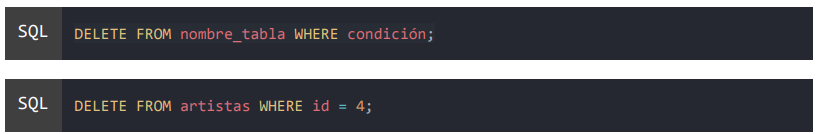 SQL DELETE FROM nombre_tabla WHERE condición;
SQL DELETE FROM artistas WHERE id = 4;